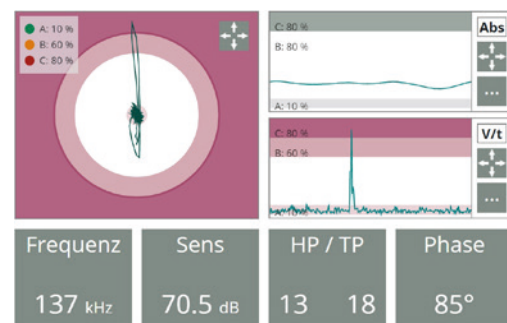 A: 10 %
B: 60 %
C: 80 %
C: 80 %
B: 80 %
A: 10 %
Abs
...
C: 80 %
B: 60 %
A: 10 %
V/t
...
Frequenz
137 kHz
Sens
70.5 dB
HP / TP
13 18
Phase
85°